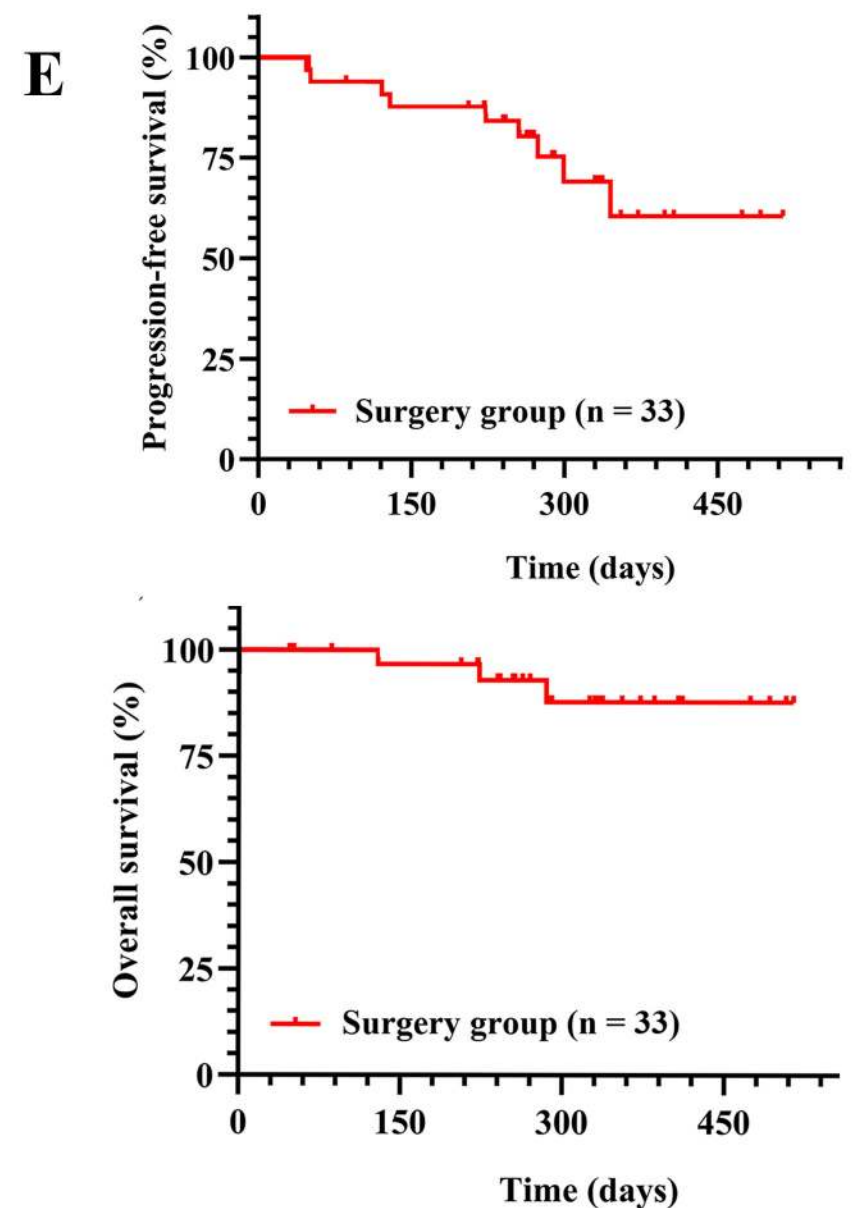 E
Progression-free survival (%)
100
75
50
25
0
Surgery group (n = 33)
0 150 300 450
Time (days)
Overall survival (%)
100
75
50
25
0
Surgery group (n = 33)
0 150 300 450
Time (days)